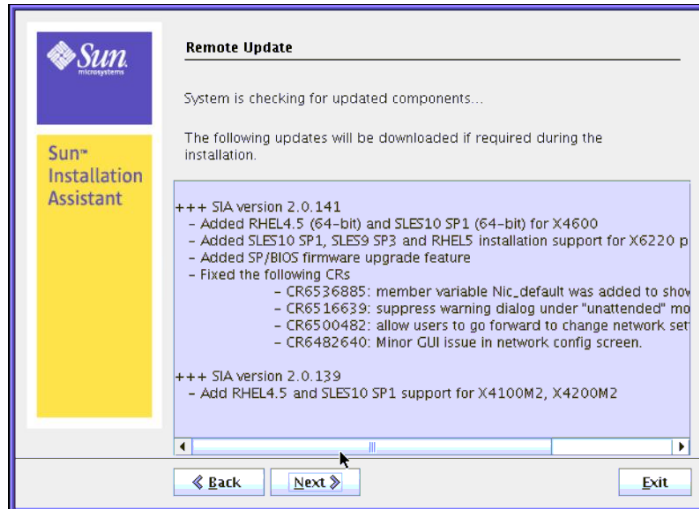 Sun
microsystems
Sun™
Installation
Assistant
Remote Update
System is checking for updated components...
The following updates will be downloaded if required during the
installation.
+++ SIA version 2.0.141
- Added RHEL4.5 (64-bit) and SLES10 SP1 (64-bit) for X4600
- Added SLES10 SP1, SLES9 SP3 and RHEL5 installation support for X6220 p
- Added SP/BIOS firmware upgrade feature
- Fixed the following CRs
- CR6536885: member variable Nic_default was added to show
- CR6516639: suppress warning dialog under "unattended" mo
- CR6500482: allow users to go forward to change network set
- CR6482640: Minor GUI issue in network config screen.
+++ SIA version 2.0.139
- Add RHEL4.5 and SLES10 SP1 support for X4100M2, X4200M2
Back
Next
Exit